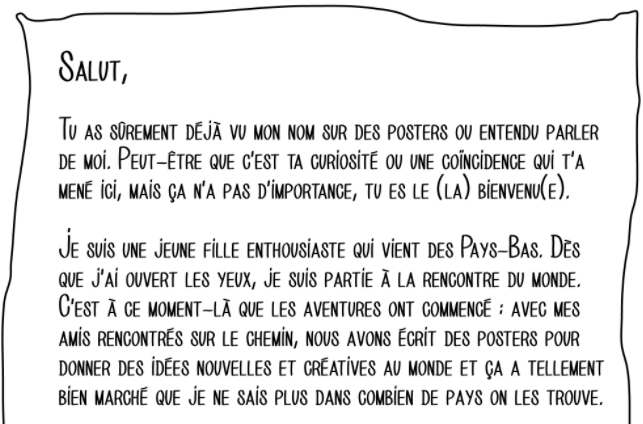 Salut,
Tu as sûrement déjà vu mon nom sur des posters ou entendu parler
de moi. Peut-être que c'est ta curiosité ou une coïncidence qui t'a
mené ici, mais ça n'a pas d'importance, tu es le (la) bienvenu(e).
Je suis une jeune fille enthousiaste qui vient des Pays-Bas. Dès
que j'ai ouvert les yeux, je suis partie à la rencontre du monde.
C'est à ce moment-là que les aventures ont commencé : avec mes
amis rencontrés sur le chemin, nous avons écrit des posters pour
donner des idées nouvelles et créatives au monde et ça a tellement
bien marché que je ne sais plus dans combien de pays on les trouve.